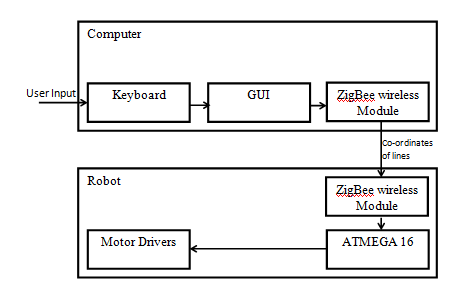 Computer
User Input
Keyboard
GUI
ZigBee wireless
Module
Co-ordinates
of lines
Robot
ZigBee wireless
Module
Motor Drivers
ATMEGA 16